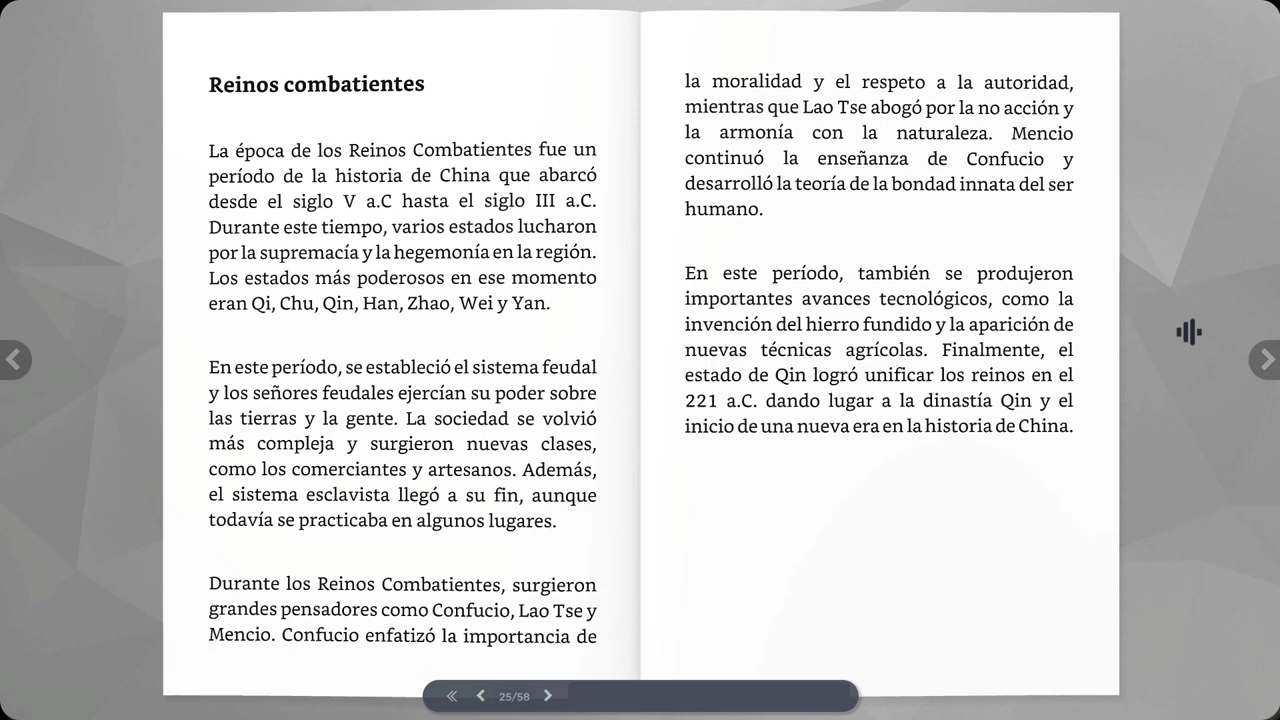 Reinos combatientes
La época de los Reinos Combatientes fue un
período de la historia de China que abarcó
desde el siglo V a.C hasta el siglo III a.C.
Durante este tiempo, varios estados lucharon
por la supremacía y la hegemonía en la región.
Los estados más poderosos en ese momento
eran Qi, Chu, Qin, Han, Zhao, Wei y Yan.
En este período, se estableció el sistema feudal
y los señores feudales ejercían su poder sobre
las tierras y la gente. La sociedad se volvió
más compleja y surgieron nuevas clases,
como los comerciantes y artesanos. Además,
el sistema esclavista llegó a su fin, aunque
todavía se practicaba en algunos lugares.
Durante los Reinos Combatientes, surgieron
grandes pensadores como Confucio, Lao Tse y
Mencio. Confucio enfatizó la importancia de
la moralidad y el respeto a la autoridad,
mientras que Lao Tse abogó por la no acción y
la armonía con la naturaleza. Mencio
continuó la enseñanza de Confucio y
desarrolló la teoría de la bondad innata del ser
humano.
En este período, también se produjeron
importantes avances tecnológicos, como la
invención del hierro fundido y la aparición de
nuevas técnicas agrícolas. Finalmente, el
estado de Qin logró unificar los reinos en el
221 a.C. dando lugar a la dinastía Qin y el
inicio de una nueva era en la historia de China.
25/58